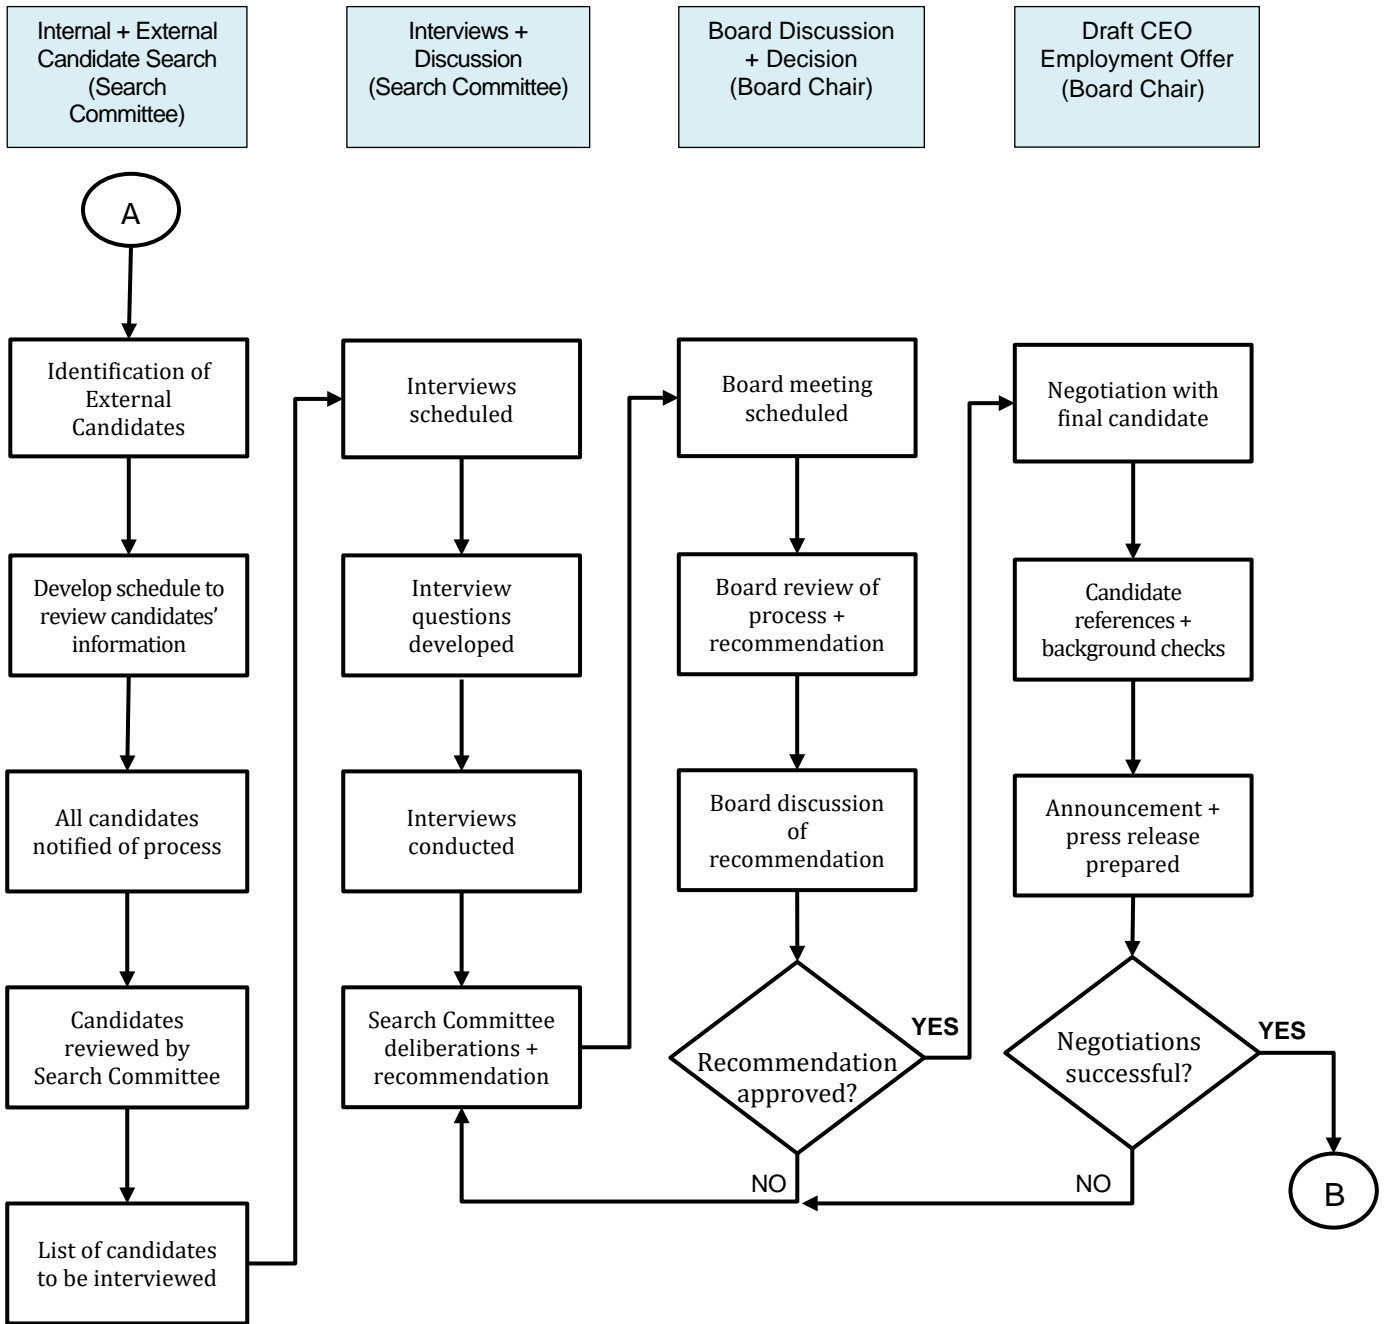 Internal + External
Candidate Search
(Search
Committee)
Interviews +
Discussion
(Search Committee)
Board Discussion
+ Decision
(Board Chair)
Draft CEO
Employment Offer
(Board Chair)
A
Identification of
External
Candidates
Develop schedule to
review candidates’
information
All candidates
notified of process
Candidates
reviewed by
Search Committee
List of candidates
to be interviewed
Interviews
scheduled
Interview
questions
developed
Interviews
conducted
Search Committee
deliberations +
recommendation
Board meeting
scheduled
Board review of
process +
recommendation
Board discussion
of
recommendation
Recommendation
approved?
YES
NO
Negotiation with
final candidate
Candidate
references +
background checks
Announcement +
press release
prepared
Negotiations
successful?
YES
NO
B